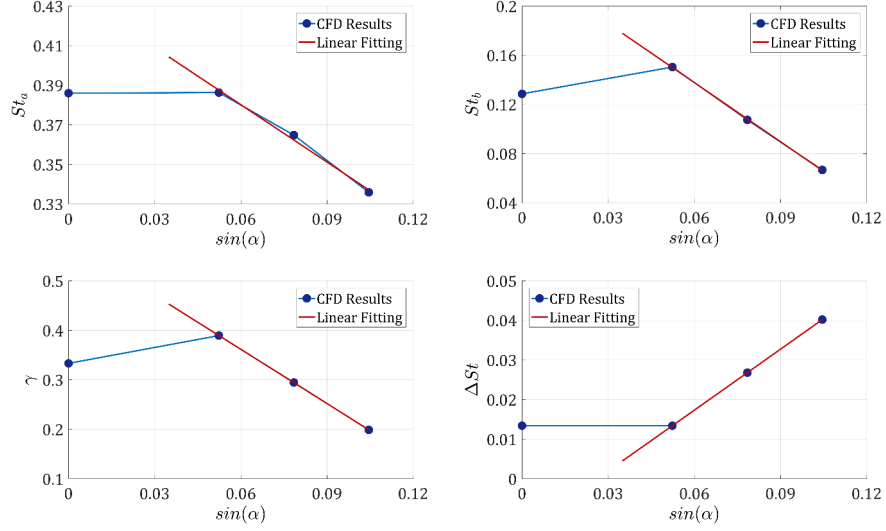 0.43
0.41
0.39
0.37
0.35
0.33
St_a
0
0.03
0.06
0.09
0.12
sin(α)
CFD Results
Linear Fitting
0.2
0.16
0.12
0.08
0.04
St_b
0
0.03
0.06
0.09
0.12
sin(α)
CFD Results
Linear Fitting
0.5
0.4
0.3
0.2
0.1
γ
0
0.03
0.06
0.09
0.12
sin(α)
CFD Results
Linear Fitting
0.05
0.04
0.03
0.02
0.01
0
ΔSt
0
0.03
0.06
0.09
0.12
sin(α)
CFD Results
Linear Fitting